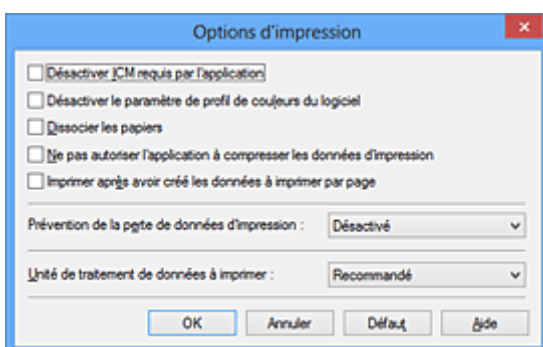 Options d'impression
Désactiver ICM requis par l'application
Désactiver le paramètre de profil de couleurs du logiciel
Dissocier les papiers
Ne pas autoriser l'application à compresser les données d'impression
Imprimer après avoir créé les données à imprimer par page
Prévention de la perte de données d'impression : Désactivé
Unité de traitement de données à imprimer : Recommandé
OK Annuler Défaut Aide